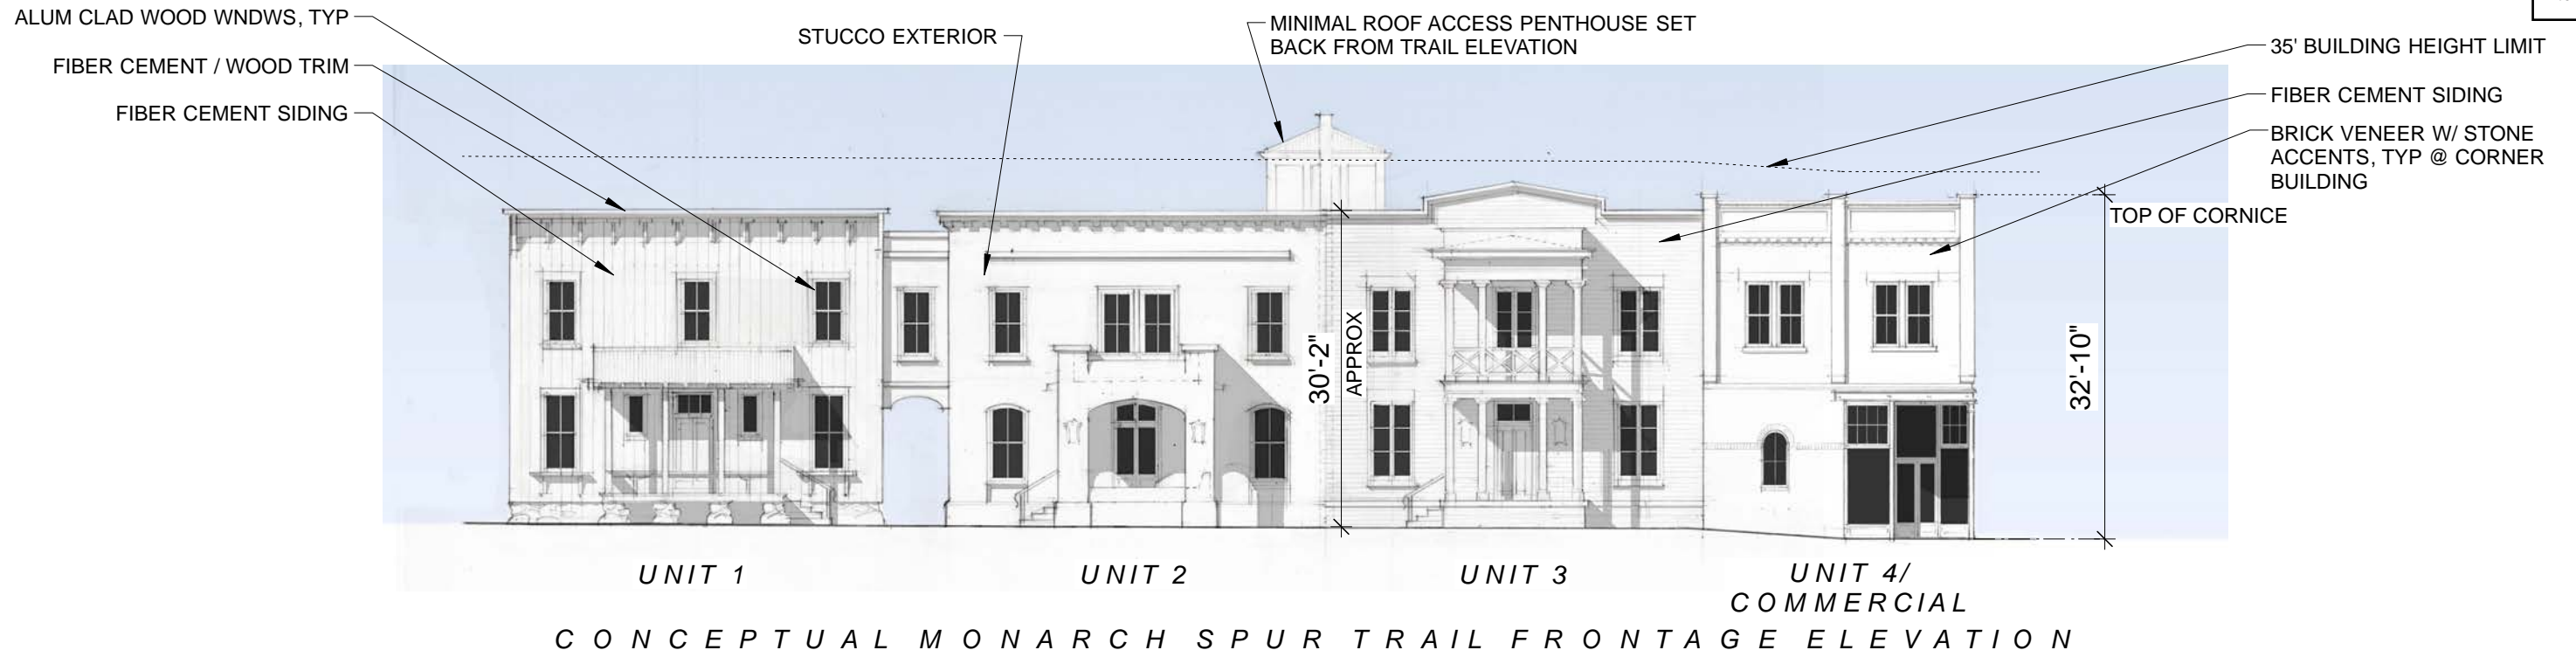 ALUM CLAD WOOD WNDWS, TYP
FIBER CEMENT / WOOD TRIM
FIBER CEMENT SIDING
STUCCO EXTERIOR
MINIMAL ROOF ACCESS PENTHOUSE SET
BACK FROM TRAIL ELEVATION
35' BUILDING HEIGHT LIMIT
FIBER CEMENT SIDING
BRICK VENEER W/ STONE
ACCENTS, TYP @ CORNER
BUILDING
TOP OF CORNICE
30'-2"
APPROX
32'-10"
UNIT 1
UNIT 2
UNIT 3
UNIT 4/
COMMERCIAL
CONCEPTUAL MONARCH SPUR TRAIL FRONTAGE ELEVATION